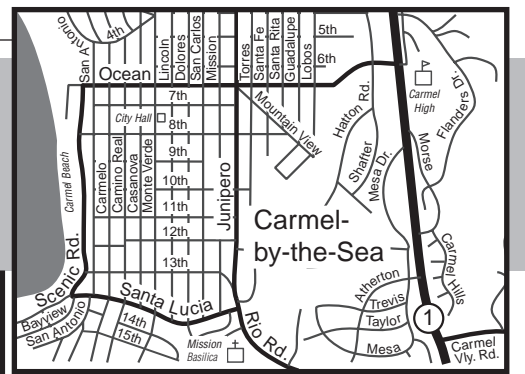 San Antonio
4th
Lincoln
Dolores
San Carlos
Mission
Torres
Santa Fe
Santa Rita
Guadalupe
Lobos
5th
6th
Ocean
7th
City Hall
8th
9th
10th
11th
12th
13th
Carmel Beach
Carmelo
Camino Real
Casanova
Monte Verde
Junipero
Mountain View
Hatton Rd.
Shafter
Mesa Dr.
Carmel
High
Flanders Dr.
Morse
Carmel-
by-the-Sea
Carmel Hills
Scenic Rd.
Santa Lucia
Bayview
San Antonio
14th
15th
Mission
Basilica
Rio Rd.
Atherton
Trevis
Taylor
Mesa
1
Carmel
Vly. Rd.